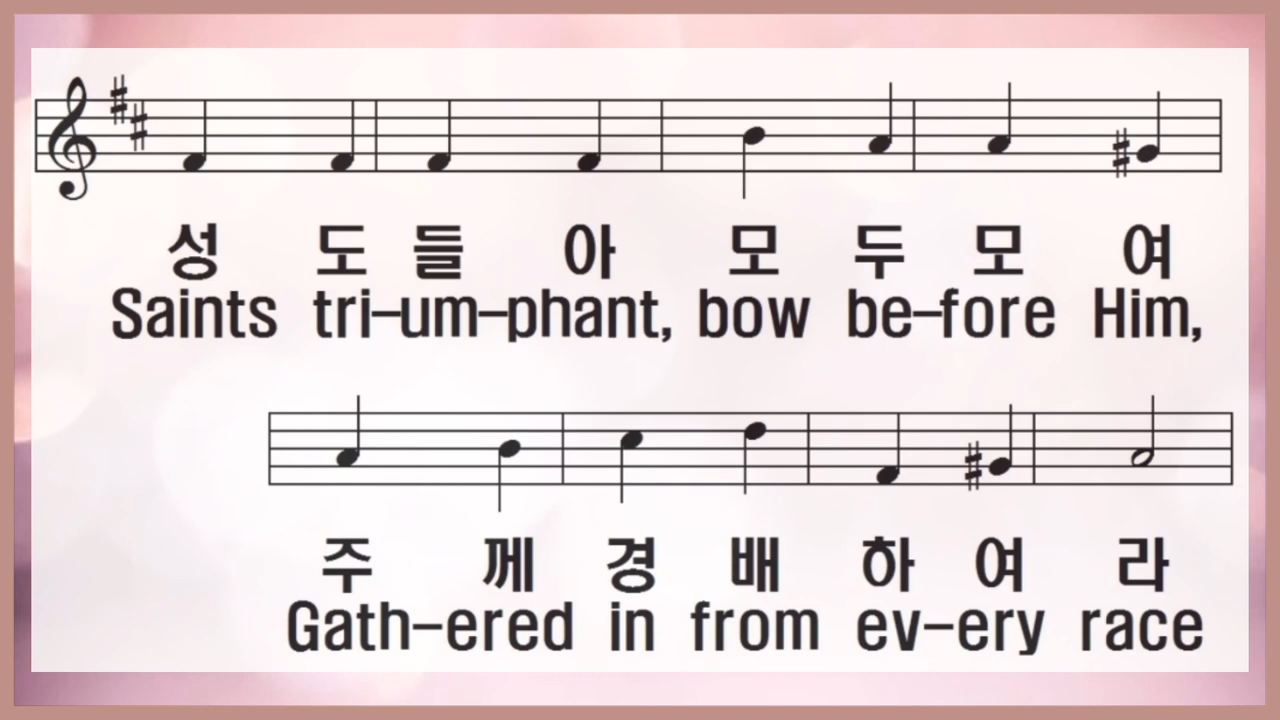 성 도 들 아 모 두 모 여
Saints tri-um-phant, bow be-fore Him,
주 께 경 배 하 여 라
Gath-ered in from ev-ery race